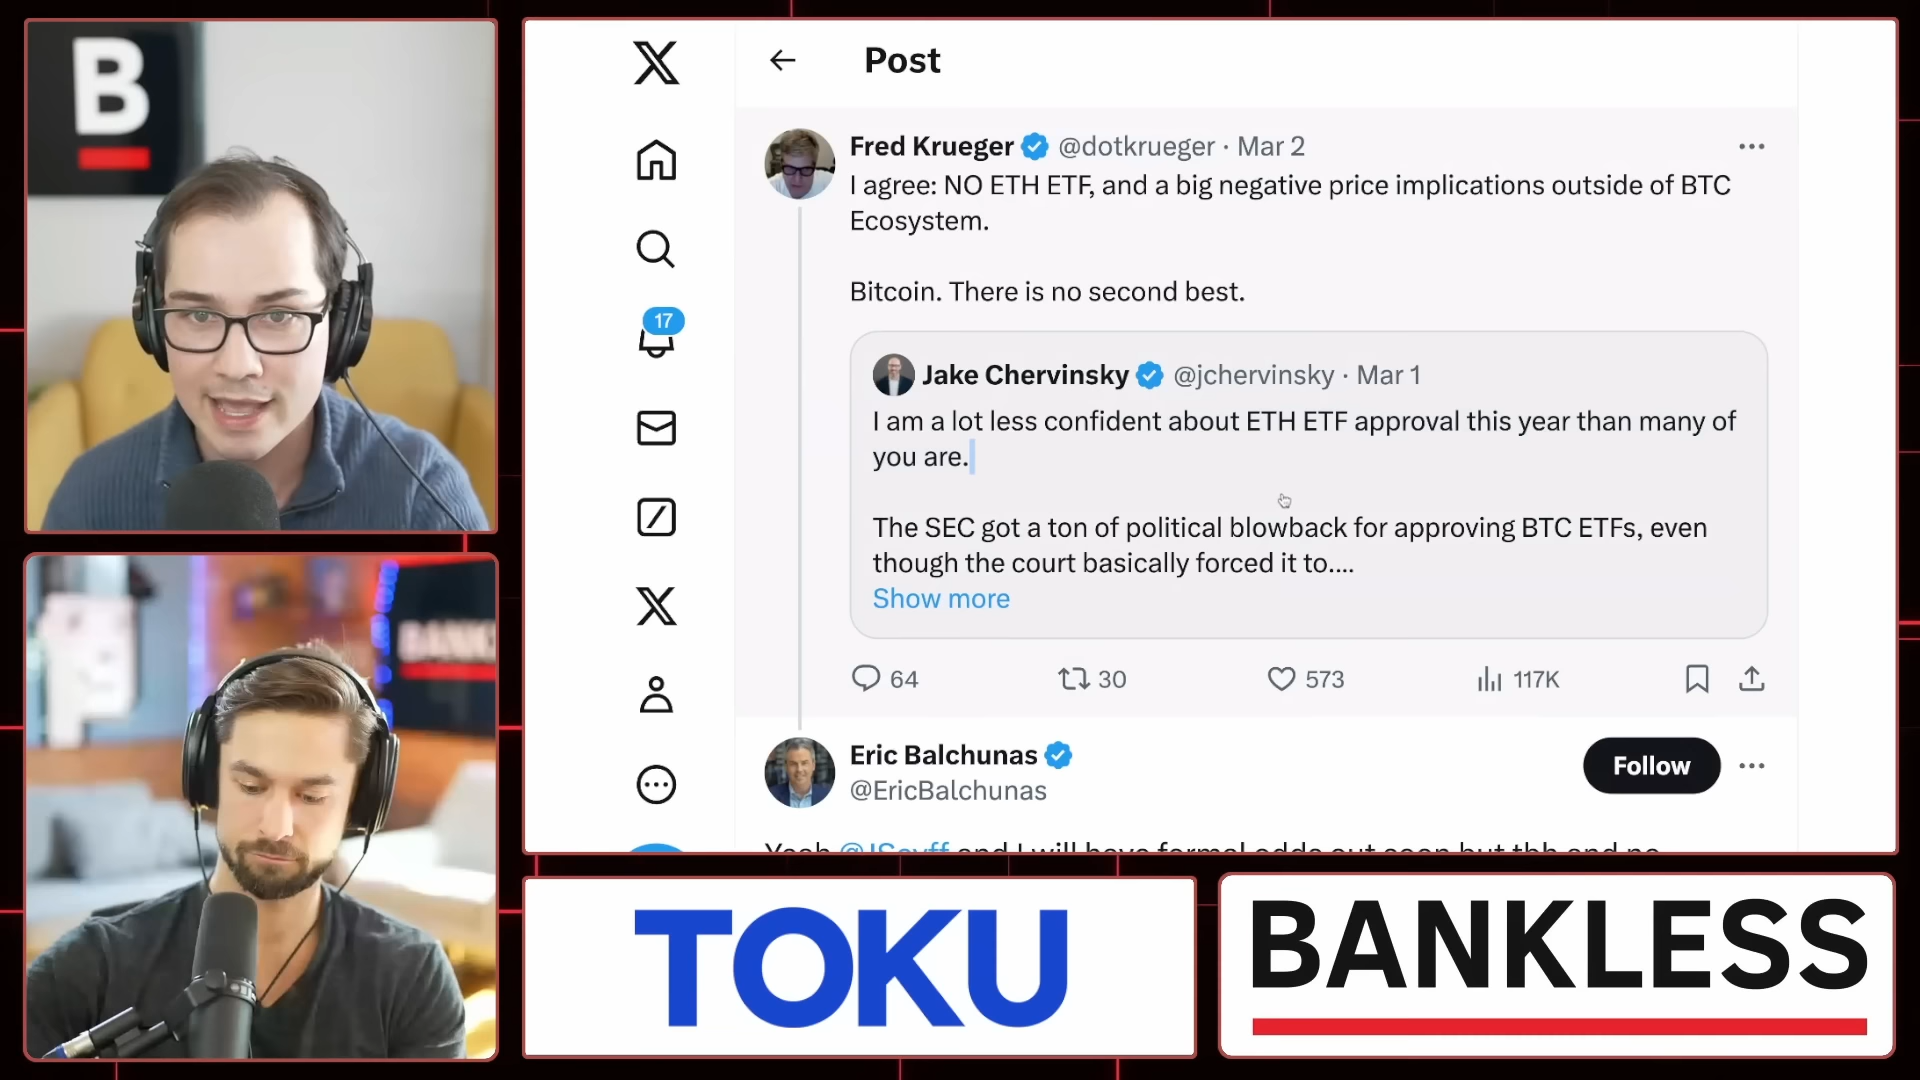 B
Post
Fred Krueger @dotkrueger · Mar 2
I agree: NO ETH ETF, and a big negative price implications outside of BTC
Ecosystem.
Bitcoin. There is no second best.
Jake Chervinsky @jchervinsky · Mar 1
I am a lot less confident about ETH ETF approval this year than many of
you are.
The SEC got a ton of political blowback for approving BTC ETFs, even
though the court basically forced it to....
Show more
64 30 573 117K
17
Eric Balchunas
@EricBalchunas
Follow
Yeah @JSeyff and I will have formal odds out soon but tbh and no
BANKL
TOKU
BANKLESS